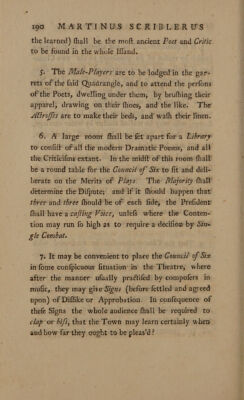 190 MARTINUS SCRIBLERUS
the learned) ſhall be the moſt ancient Poet and Critic
to be found in the whole Iſland.
5. The Male-Players are to be lodged in the gar-
rets of the ſaid Quadrangle, and to attend the perſons
of the Poets, dwelling under them, by bruſhing their
apparel, drawing on their ſhoes, and the like. The
Actreſſes are to make their beds, and waſh their linen.
6. A large room ſhall be ſet apart for a Library
to conſiſt of all the modern Dramatic Poems, and all
the Criticiſms extant. In the midſt of this room ſhall
be a round table for the Council of Six to ſit and deli-
berate on the Merits of Plays. The Majority ſhall
determine the Diſpute; and if it ſhould happen that
three and three ſhould be of each ſide, the Preſident
ſhall have a caſting Voice, unleſs where the Conten-
tion may run ſo high as to require a deciſion by Sin-
gle Combat.
7. It may be convenient to place the Council of Six
in ſome conſpicuous ſituation in the Theatre, where
after the manner uſually practiſed by compoſers in
muſic, they may give Signs (before ſettled and agreed
upon) of Diſlike or Approbation. In conſequence of
theſe Signs the whole audience ſhall be required to
clap or hiſs, that the Town may learn certainly when
and how far they ought to be pleas'd?